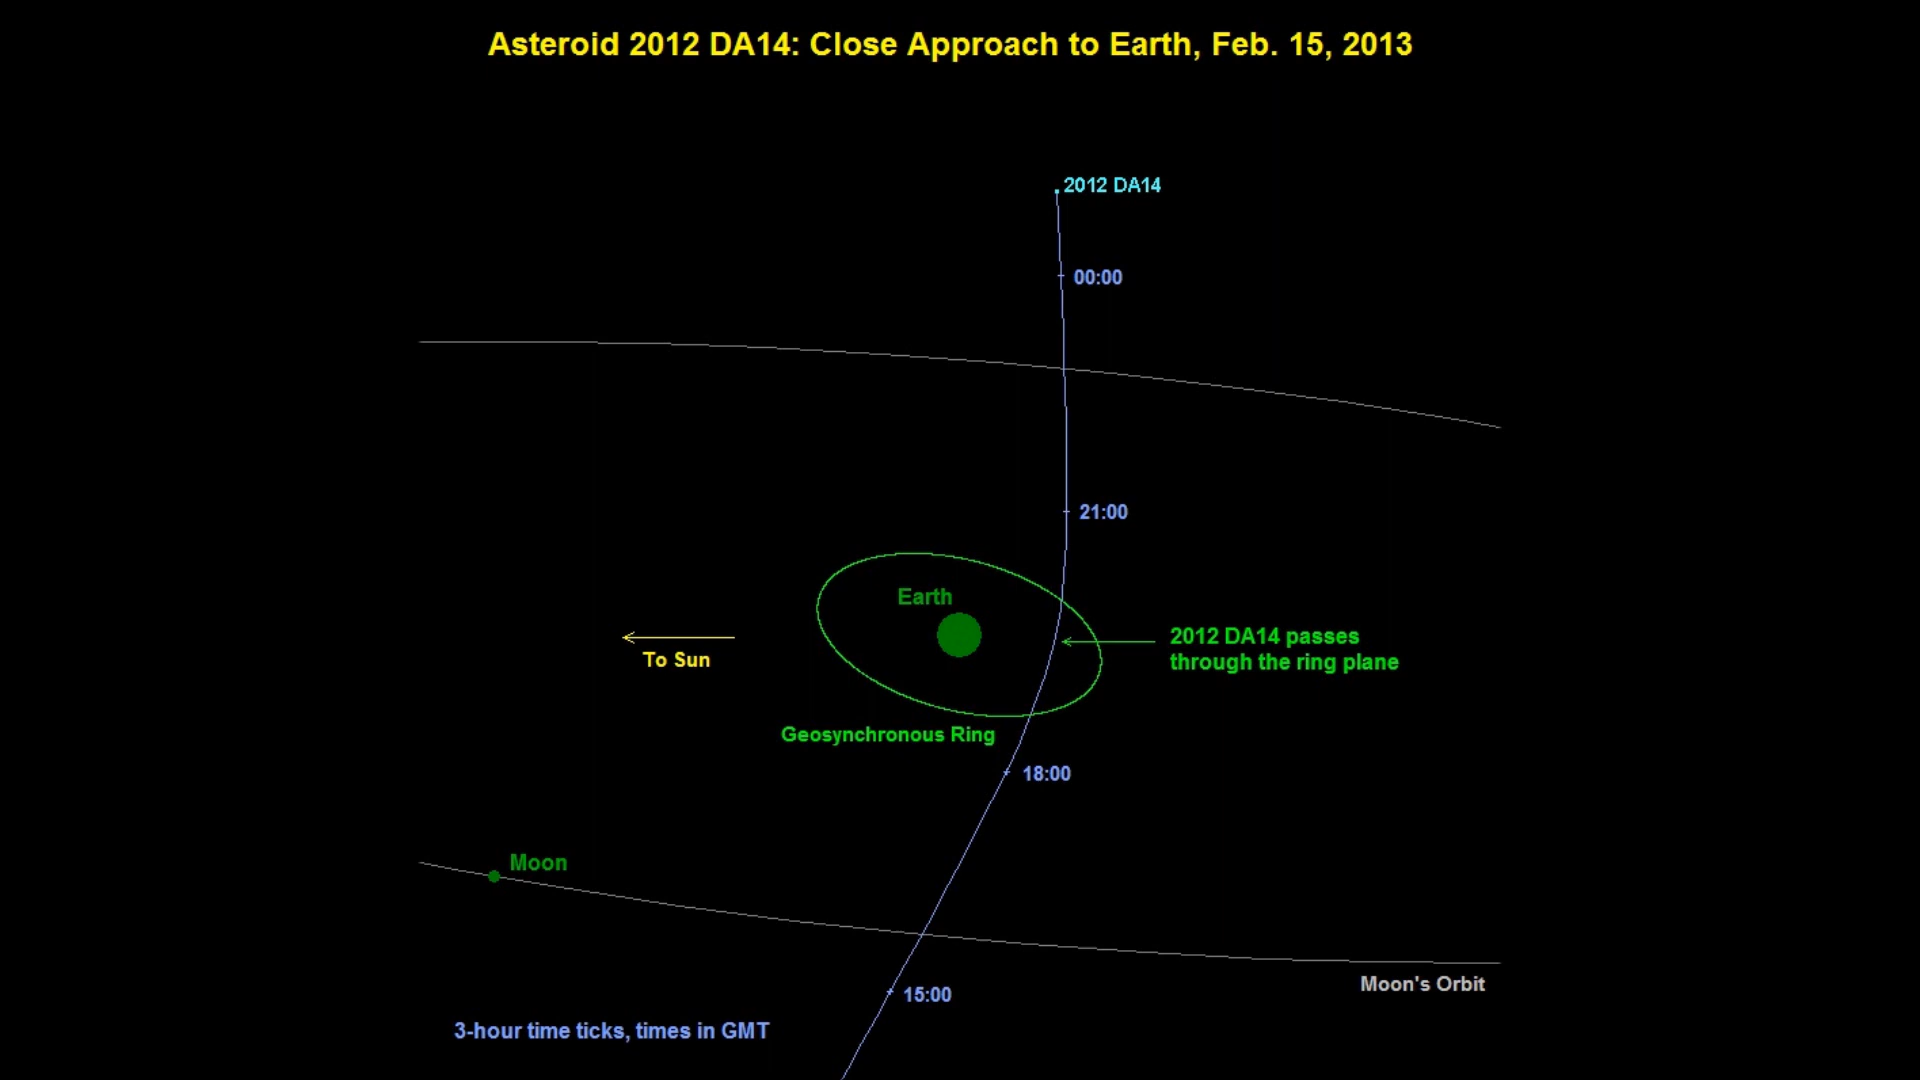 Asteroid 2012 DA14: Close Approach to Earth, Feb. 15, 2013
2012 DA14
00:00
21:00
Earth
2012 DA14 passes
through the ring plane
To Sun
Geosynchronous Ring
18:00
Moon
Moon's Orbit
15:00
3-hour time ticks, times in GMT